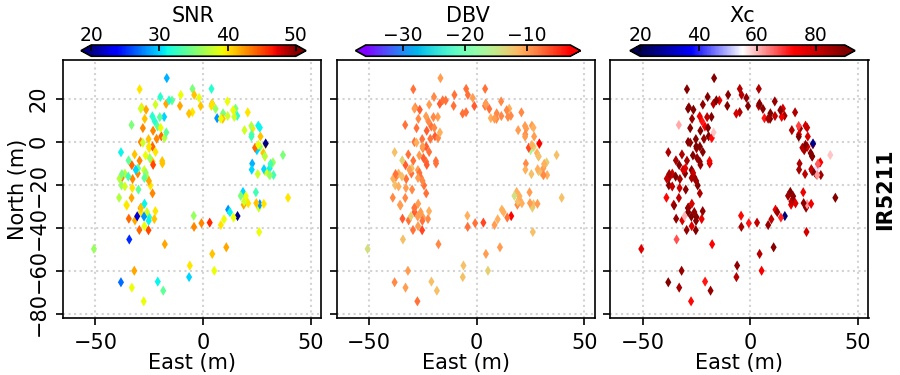 SNR DBV Xc
20 30 40 50 −30 −20 −10 20 40 60 80
20
0
−20
−40
−60
−80
North (m)
−50 0 50 −50 0 50 −50 0 50
East (m) East (m) East (m)
IR5211